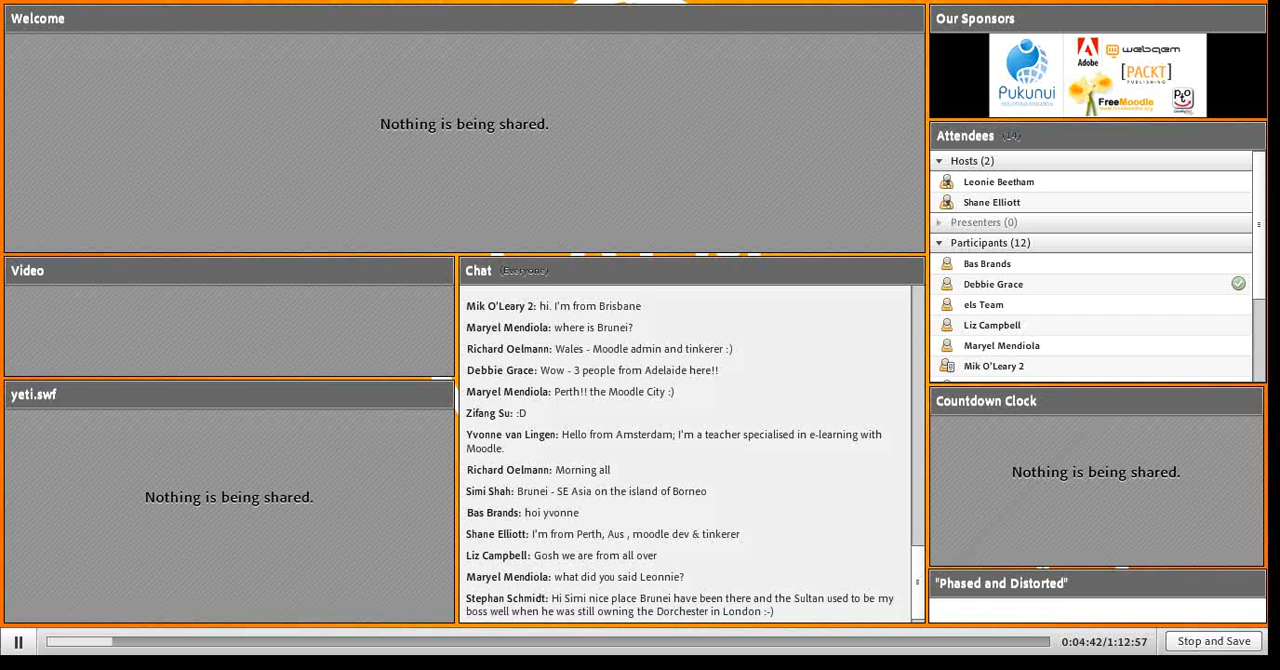 Welcome
Nothing is being shared.
Our Sponsors
Pukunui
Adobe
webqem
[PACKT]
PUBLISHING
FreeMoodle
Attendees (14)
Hosts (2)
Leonie Beetham
Shane Elliott
Presenters (0)
Participants (12)
Bas Brands
Debbie Grace
els Team
Liz Campbell
Maryel Mendiola
Mik O'Leary 2
Video
yeti.swf
Nothing is being shared.
Chat (Everyone)
Mik O'Leary 2: hi. I'm from Brisbane
Maryel Mendiola: where is Brunei?
Richard Oelmann: Wales - Moodle admin and tinkerer :)
Debbie Grace: Wow - 3 people from Adelaide here!!
Maryel Mendiola: Perth!! the Moodle City :)
Zifang Su: :D
Yvonne van Lingen: Hello from Amsterdam; I'm a teacher specialised in e-learning with
Moodle.
Richard Oelmann: Morning all
Simi Shah: Brunei - SE Asia on the island of Borneo
Bas Brands: hoi yvonne
Shane Elliott: I'm from Perth, Aus , moodle dev & tinkerer
Liz Campbell: Gosh we are from all over
Maryel Mendiola: what did you said Leonnie?
Stephan Schmidt: Hi Simi nice place Brunei have been there and the Sultan used to be my
boss well when he was still owning the Dorchester in London :-)
Countdown Clock
Nothing is being shared.
"Phased and Distorted"
0:04:42/1:12:57
Stop and Save